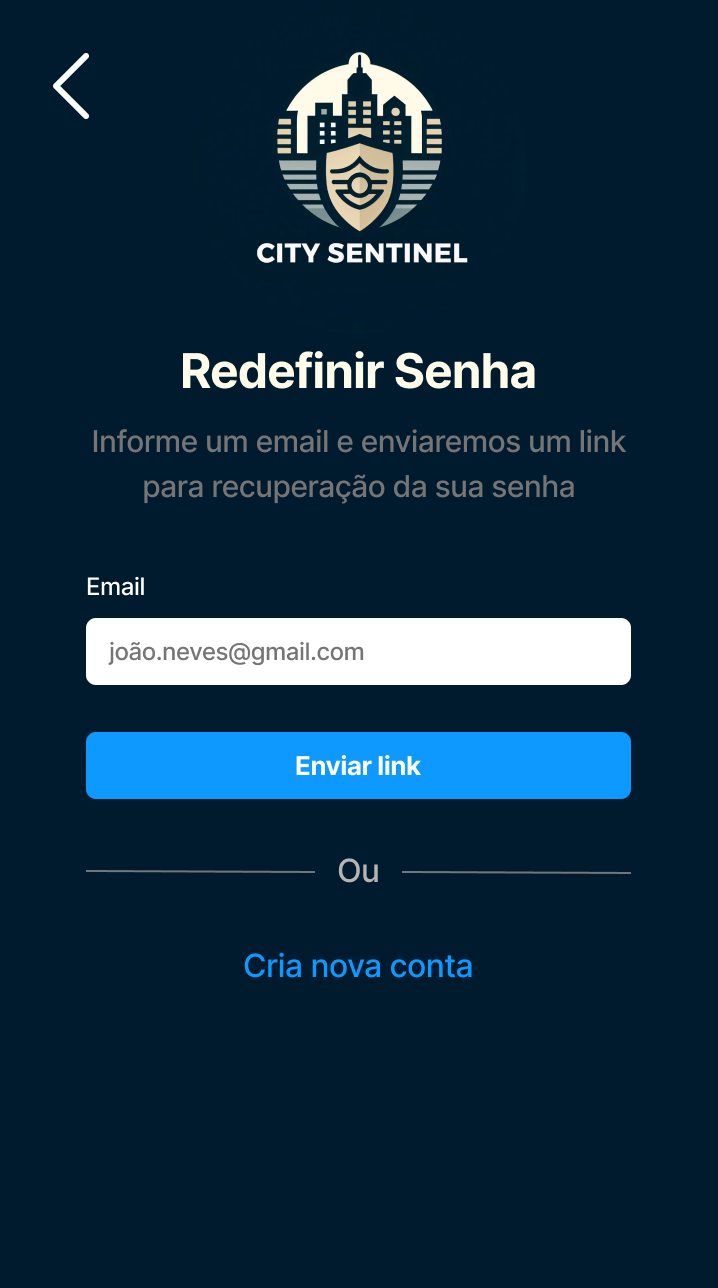 CITY SENTINEL
Redefinir Senha
Informe um email e enviaremos um link
para recuperação da sua senha
Email
joão.neves@gmail.com
Enviar link
Ou
Cria nova conta